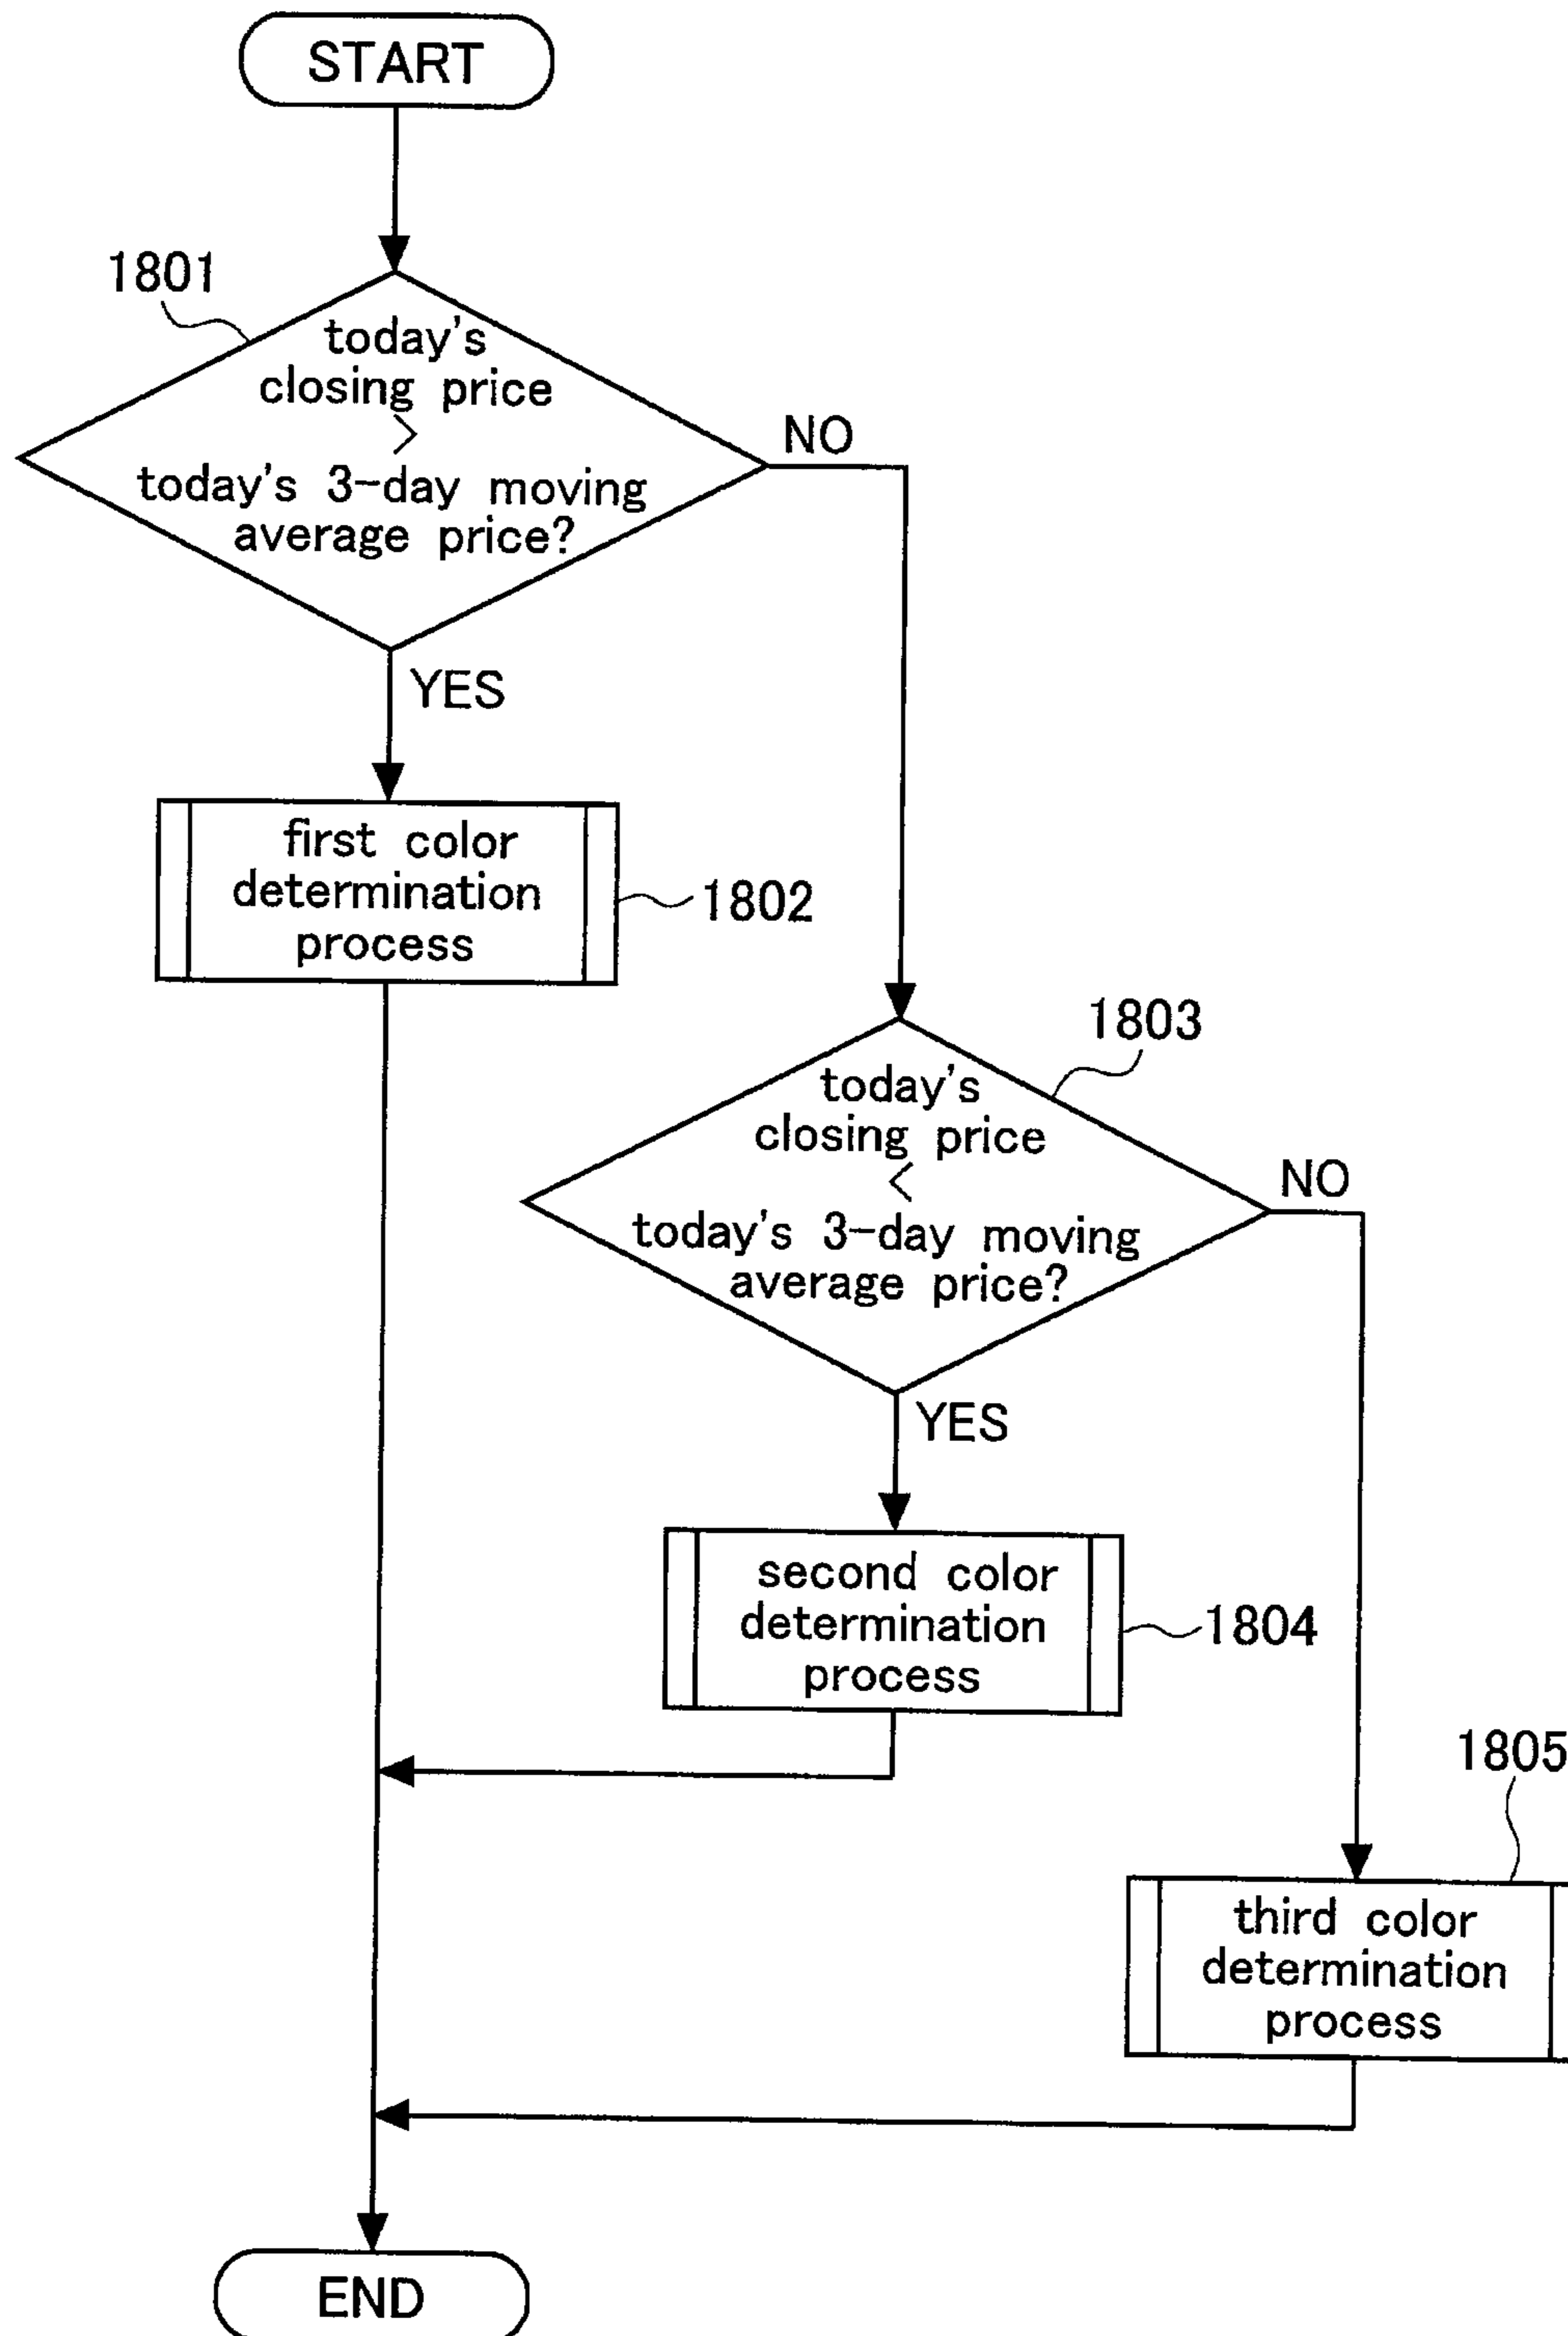 START
1801
today's
closing price
>
today's 3-day moving
average price?
NO
YES
first color
determination
process
1802
1803
today's
closing price
<
today's 3-day moving
average price?
NO
YES
second color
determination
process
1804
1805
third color
determination
process
END